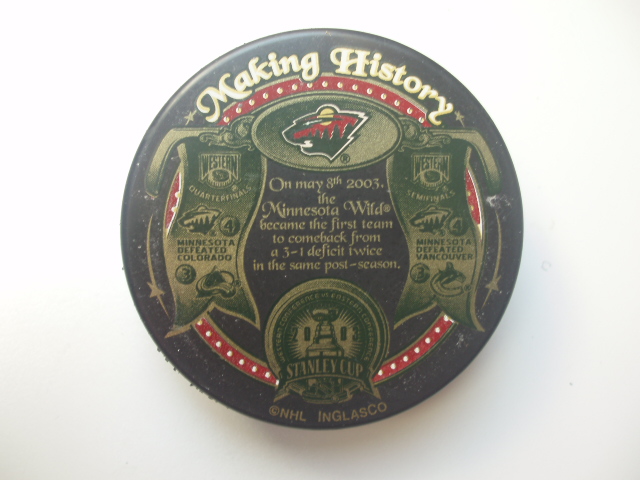 Making History
WESTERN
QUARTERFINALS
4
MINNESOTA
DEFEATED
COLORADO
3
On may 8th 2003,
the
Minnesota Wild®
became the first team
to comeback from
a 3-1 deficit twice
in the same post-season.
WESTERN
SEMIFINALS
4
MINNESOTA
DEFEATED
VANCOUVER
3
STANLEY CUP
©NHL INGLASCO